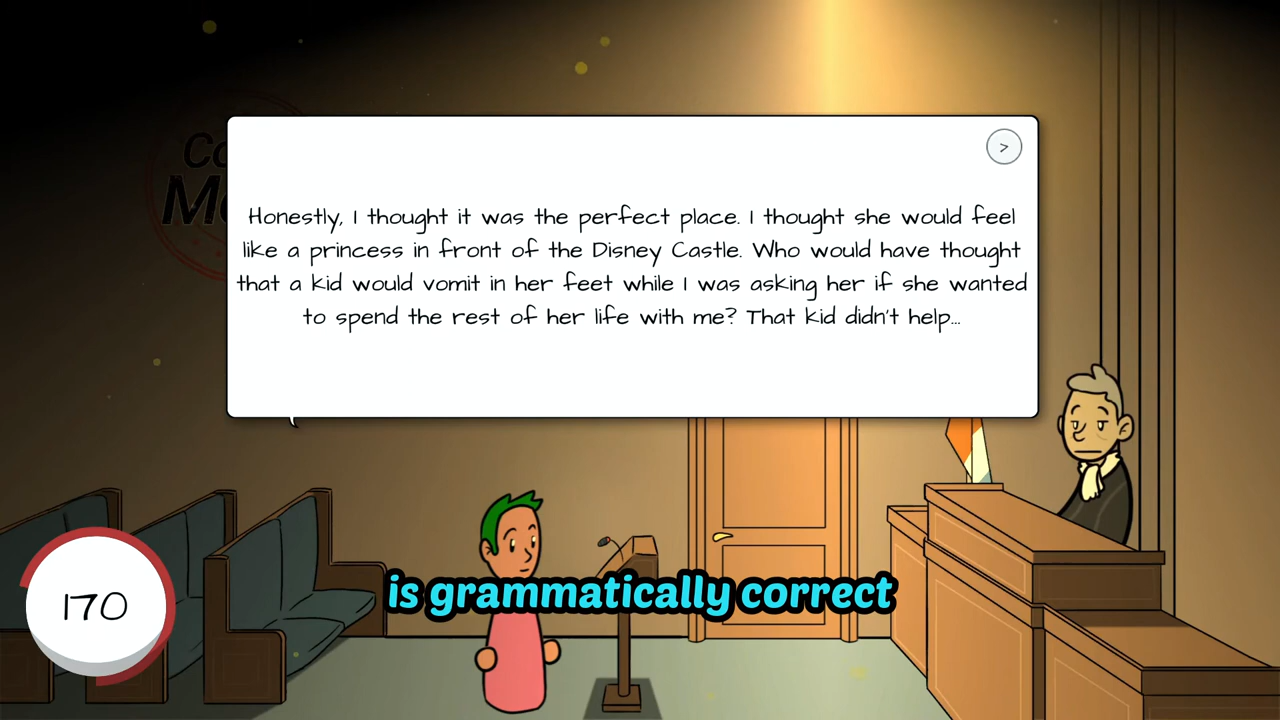 >
Honestly, I thought it was the perfect place. I thought she would feel
like a princess in front of the Disney Castle. Who would have thought
that a kid would vomit in her feet while I was asking her if she wanted
to spend the rest of her life with me? That kid didn't help...
is grammatically correct
170